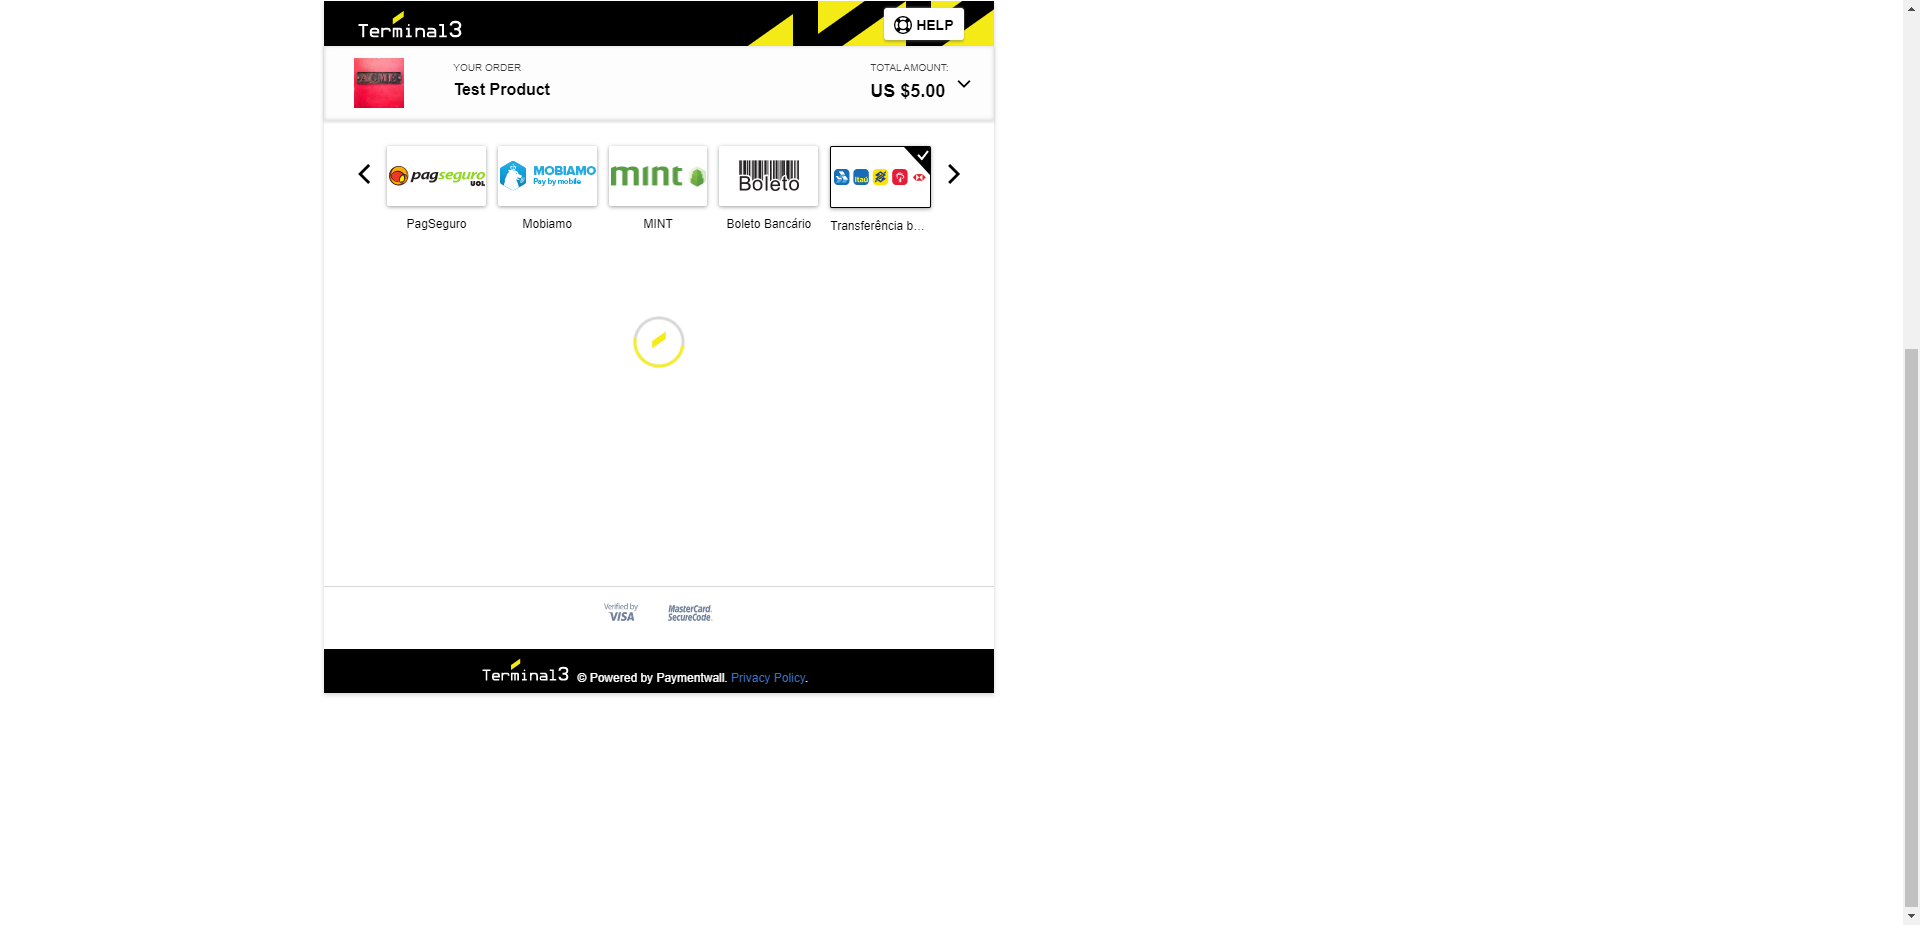 Terminal3
HELP
YOUR ORDER
Test Product
TOTAL AMOUNT:
US $5.00
ACME
pagseguro
UOL
MOBIAMO
Pay by mobile
mint
Boleto
Itaú
PagSeguro
Mobiamo
MINT
Boleto Bancário
Transferência b...
Verified by
VISA
MasterCard.
SecureCode.
Terminal3 © Powered by Paymentwall. Privacy Policy.